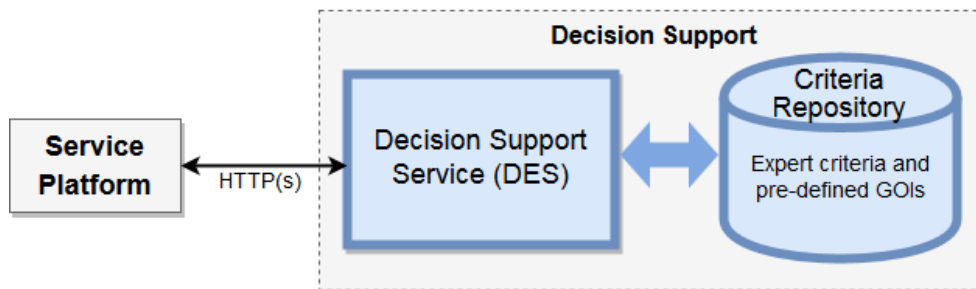 Decision Support
Service
Platform
HTTP(s)
Decision Support
Service (DES)
Criteria
Repository
Expert criteria and
pre-defined GOIs